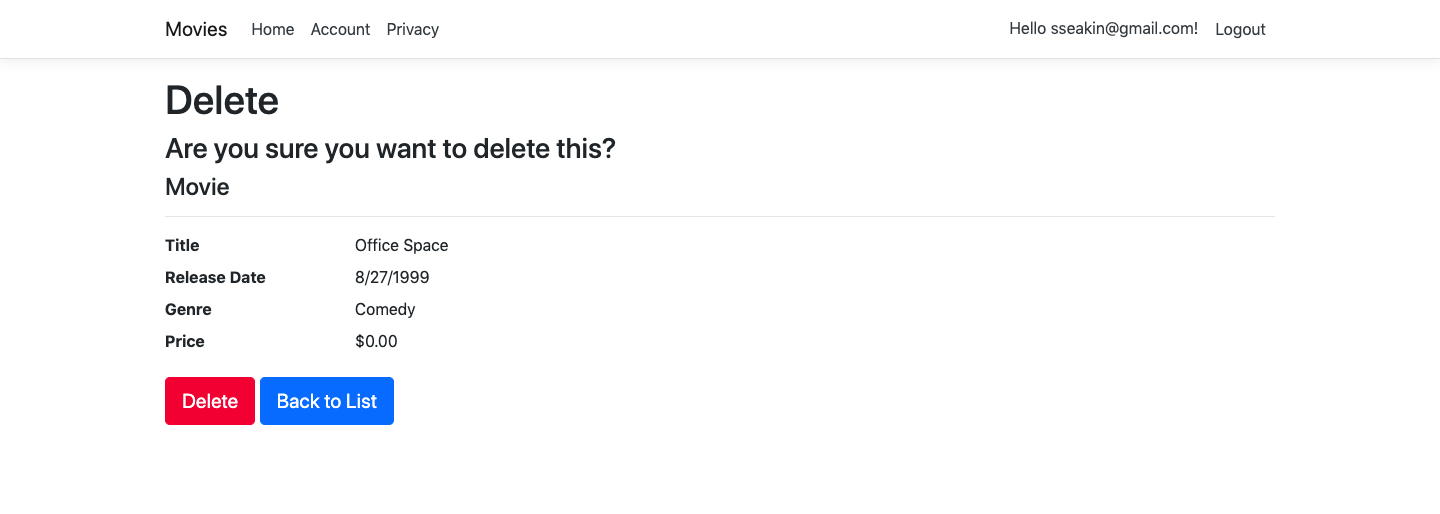 Movies Home Account Privacy Hello sseakin@gmail.com! Logout
Delete
Are you sure you want to delete this?
Movie
Title Office Space
Release Date 8/27/1999
Genre Comedy
Price $0.00
Delete Back to List